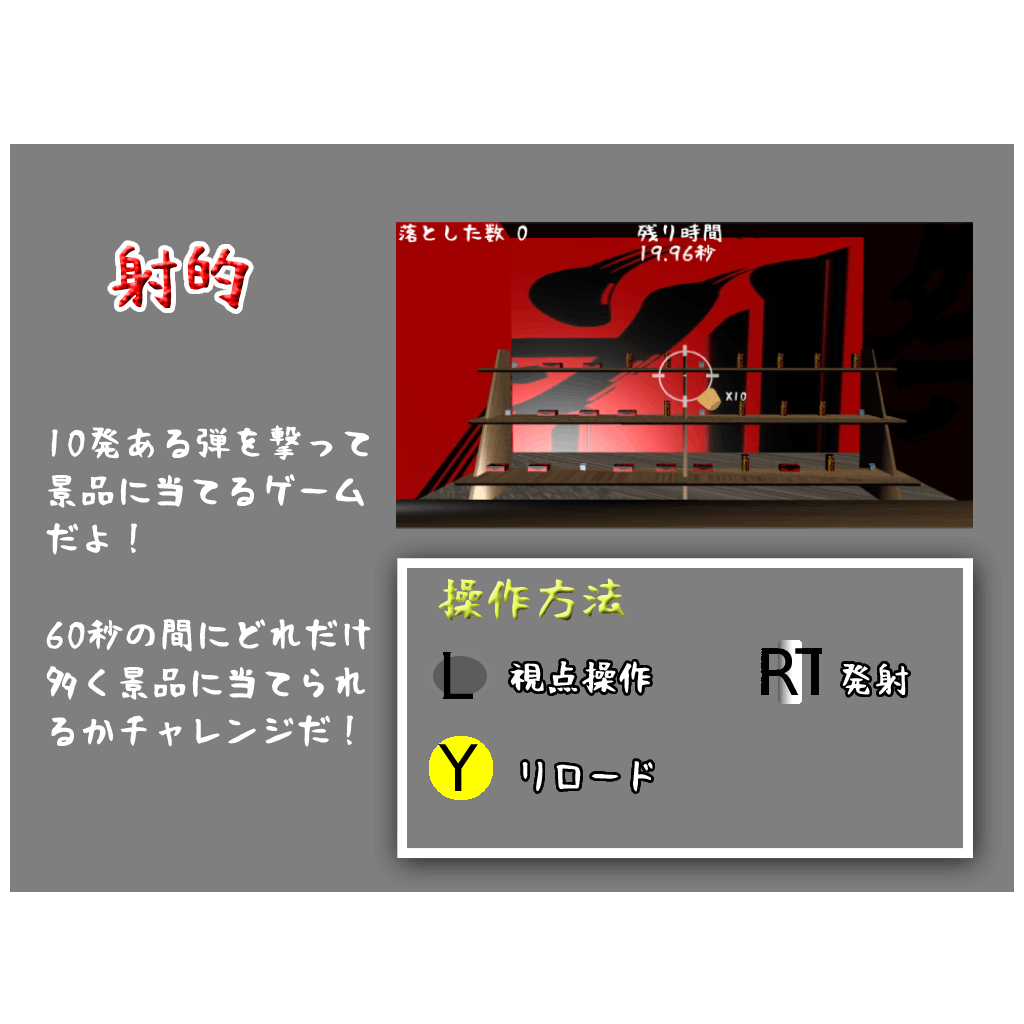 射的
10発ある弾を撃って
景品に当てるゲーム
だよ！
60秒の間にどれだけ
多く景品に当てられ
るかチャレンジだ！
落とした数 0
残り時間
19.96秒
X10
操作方法
L 視点操作
RT 発射
Y リロード